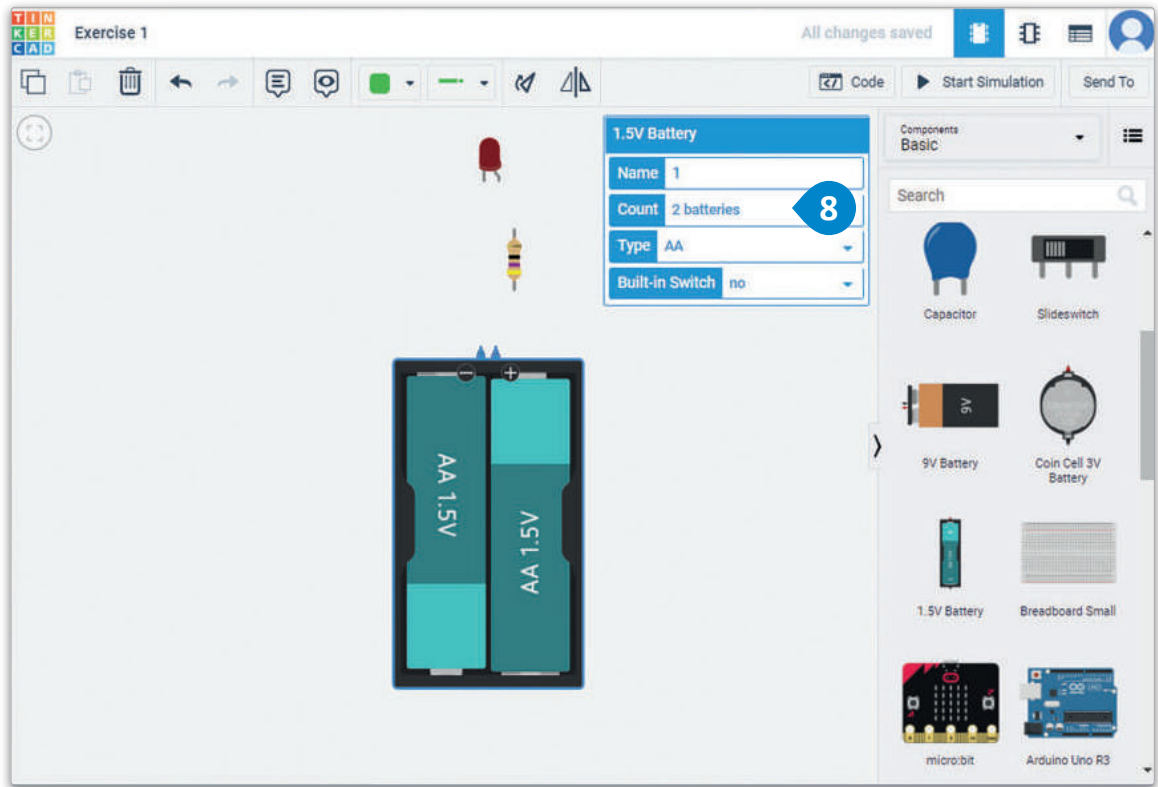 TIN
KER
CAD
Exercise 1
All changes saved
Code
Start Simulation
Send To
1.5V Battery
Name 1
Count 2 batteries
8
Type AA
Built-in Switch no
Components
Basic
Search
Capacitor
Slideswitch
9V
9V Battery
Coin Cell 3V
Battery
1.5V Battery
Breadboard Small
micro:bit
Arduino Uno R3
AA 1.5V
AA 1.5V